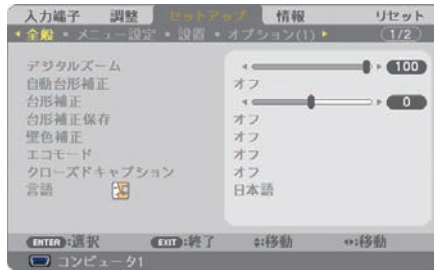 入力端子 調整 セットアップ 情報 リセット
全般 • メニュー設定 • 設置 • オプション(1) (1/2)
デジタルズーム 100
自動台形補正 オフ
台形補正 0
台形補正保存 オフ
壁色補正 オフ
エコモード オフ
クローズドキャプション オフ
言語 日本語
ENTER:選択 EXIT:終了 :移動 :移動
コンピュータ1